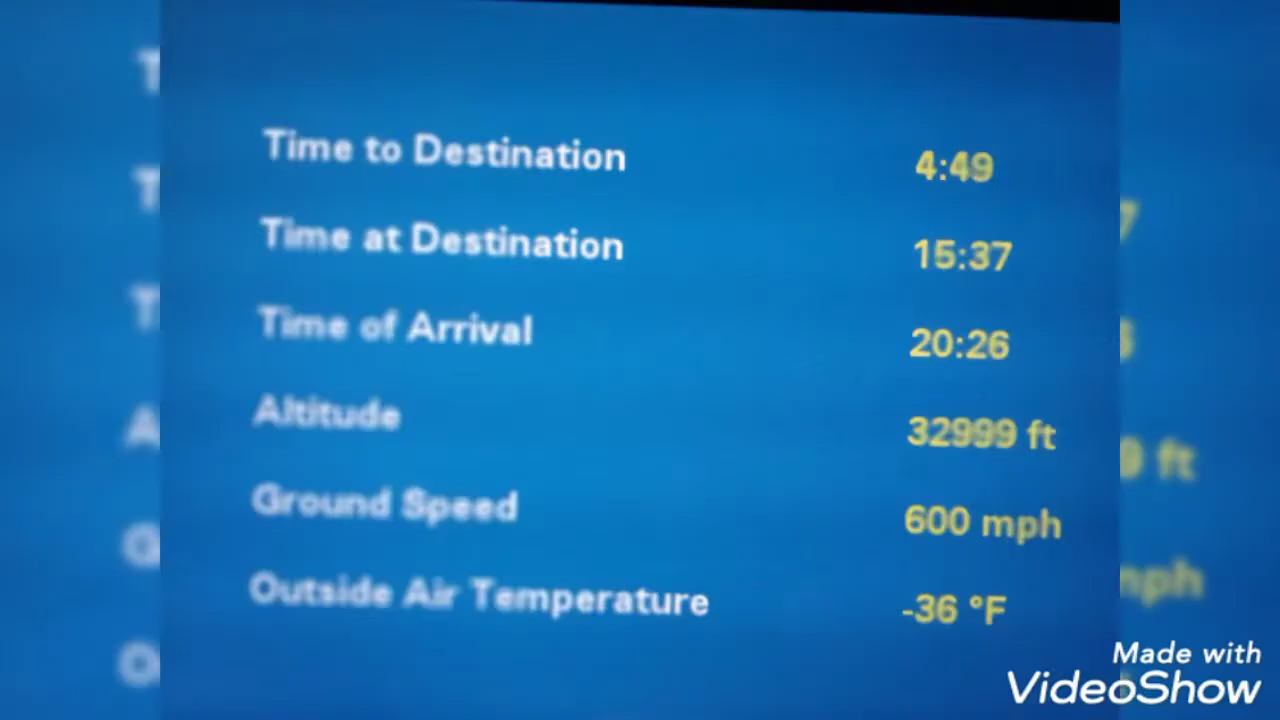 Time to Destination 4:49
Time at Destination 15:37
Time of Arrival 20:26
Altitude 32999 ft
Ground Speed 600 mph
Outside Air Temperature -36 °F
Made with
VideoShow